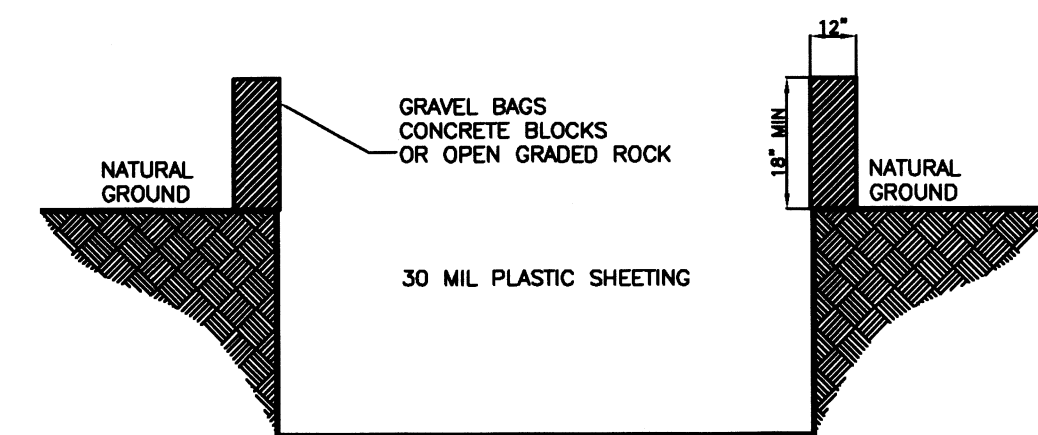 12"
GRAVEL BAGS
CONCRETE BLOCKS
OR OPEN GRADED ROCK
18" MIN
NATURAL
GROUND
NATURAL
GROUND
30 MIL PLASTIC SHEETING